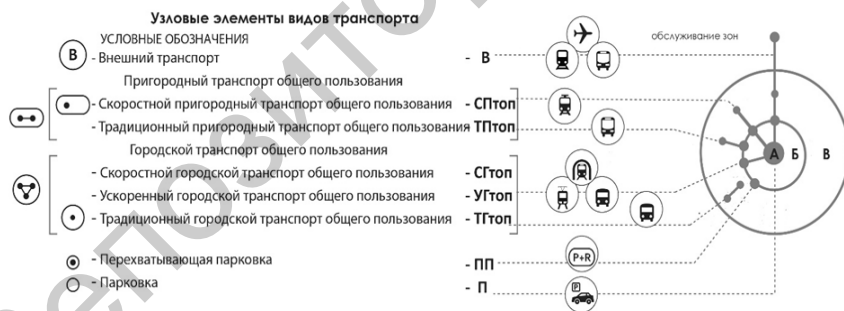 Узловые элементы видов транспорта
УСЛОВНЫЕ ОБОЗНАЧЕНИЯ
В - Внешний транспорт - В
Пригородный транспорт общего пользования
- Скоростной пригородный транспорт общего пользования - СПтоп
- Традиционный пригородный транспорт общего пользования - ТПтоп
Городской транспорт общего пользования
- Скоростной городской транспорт общего пользования - СГтоп
- Ускоренный городской транспорт общего пользования - УГтоп
- Традиционный городской транспорт общего пользования - ТГтоп
- Перехватывающая парковка - ПП
- Парковка - П
P+R
P
обслуживание зон
А Б В